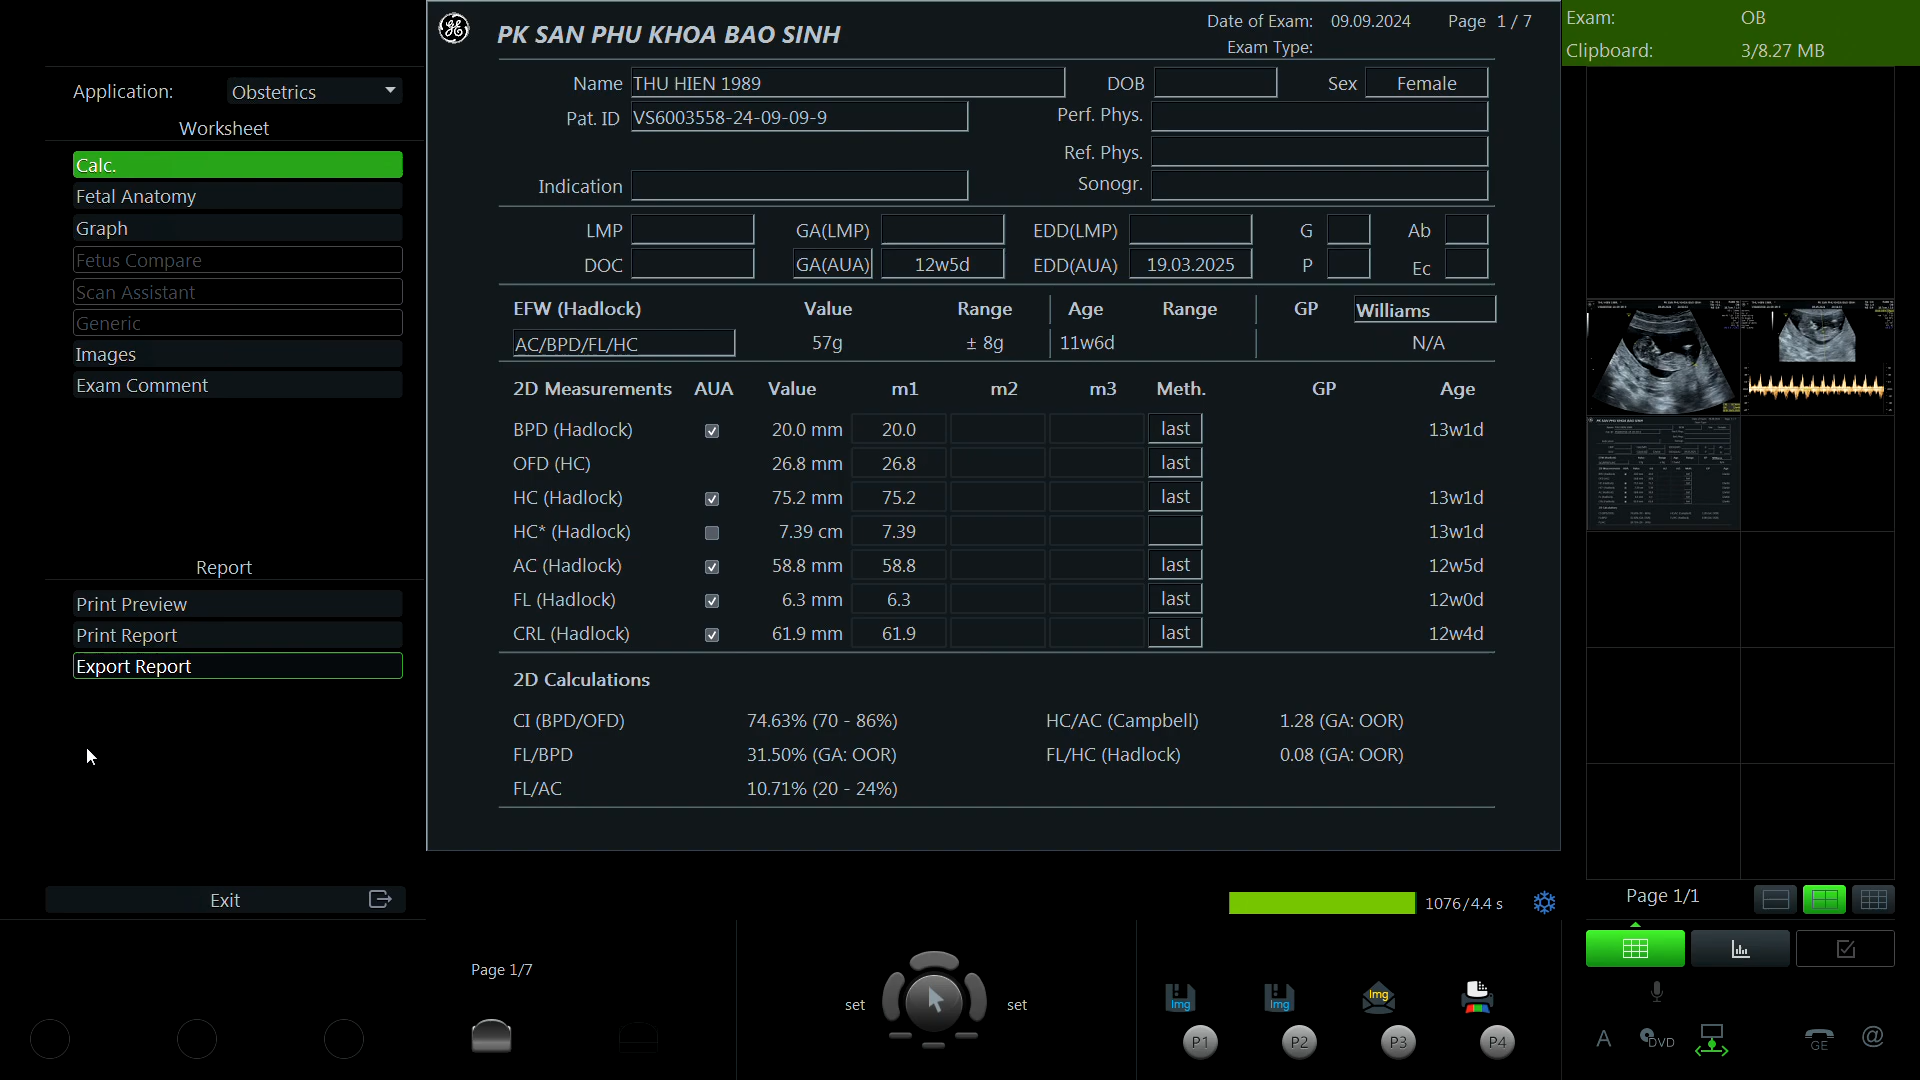 PK SAN PHU KHOA BAO SINH
Date of Exam: 09.09.2024 Page 1 / 7
Exam Type:
Exam: OB
Clipboard: 3/8.27 MB
Application: Obstetrics
Worksheet
Calc.
Fetal Anatomy
Graph
Fetus Compare
Scan Assistant
Generic
Images
Exam Comment
Report
Print Preview
Print Report
Export Report
Exit
Name THU HIEN 1989 DOB Sex Female
Pat. ID VS6003558-24-09-09-9 Perf. Phys.
Ref. Phys.
Indication Sonogr.
LMP GA(LMP) EDD(LMP) G Ab
DOC GA(AUA) 12w5d EDD(AUA) 19.03.2025 P Ec
EFW (Hadlock) Value Range Age Range GP Williams
AC/BPD/FL/HC 57g ± 8g 11w6d N/A
2D Measurements AUA Value m1 m2 m3 Meth. GP Age
BPD (Hadlock) 20.0 mm 20.0 last 13w1d
OFD (HC) 26.8 mm 26.8 last
HC (Hadlock) 75.2 mm 75.2 last 13w1d
HC* (Hadlock) 7.39 cm 7.39 13w1d
AC (Hadlock) 58.8 mm 58.8 last 12w5d
FL (Hadlock) 6.3 mm 6.3 last 12w0d
CRL (Hadlock) 61.9 mm 61.9 last 12w4d
2D Calculations
CI (BPD/OFD) 74.63% (70 - 86%) HC/AC (Campbell) 1.28 (GA: OOR)
FL/BPD 31.50% (GA: OOR) FL/HC (Hadlock) 0.08 (GA: OOR)
FL/AC 10.71% (20 - 24%)
1076/4.4 s
Page 1/1
Page 1/7
set set
Img Img Img
P1 P2 P3 P4
A DVD GE @